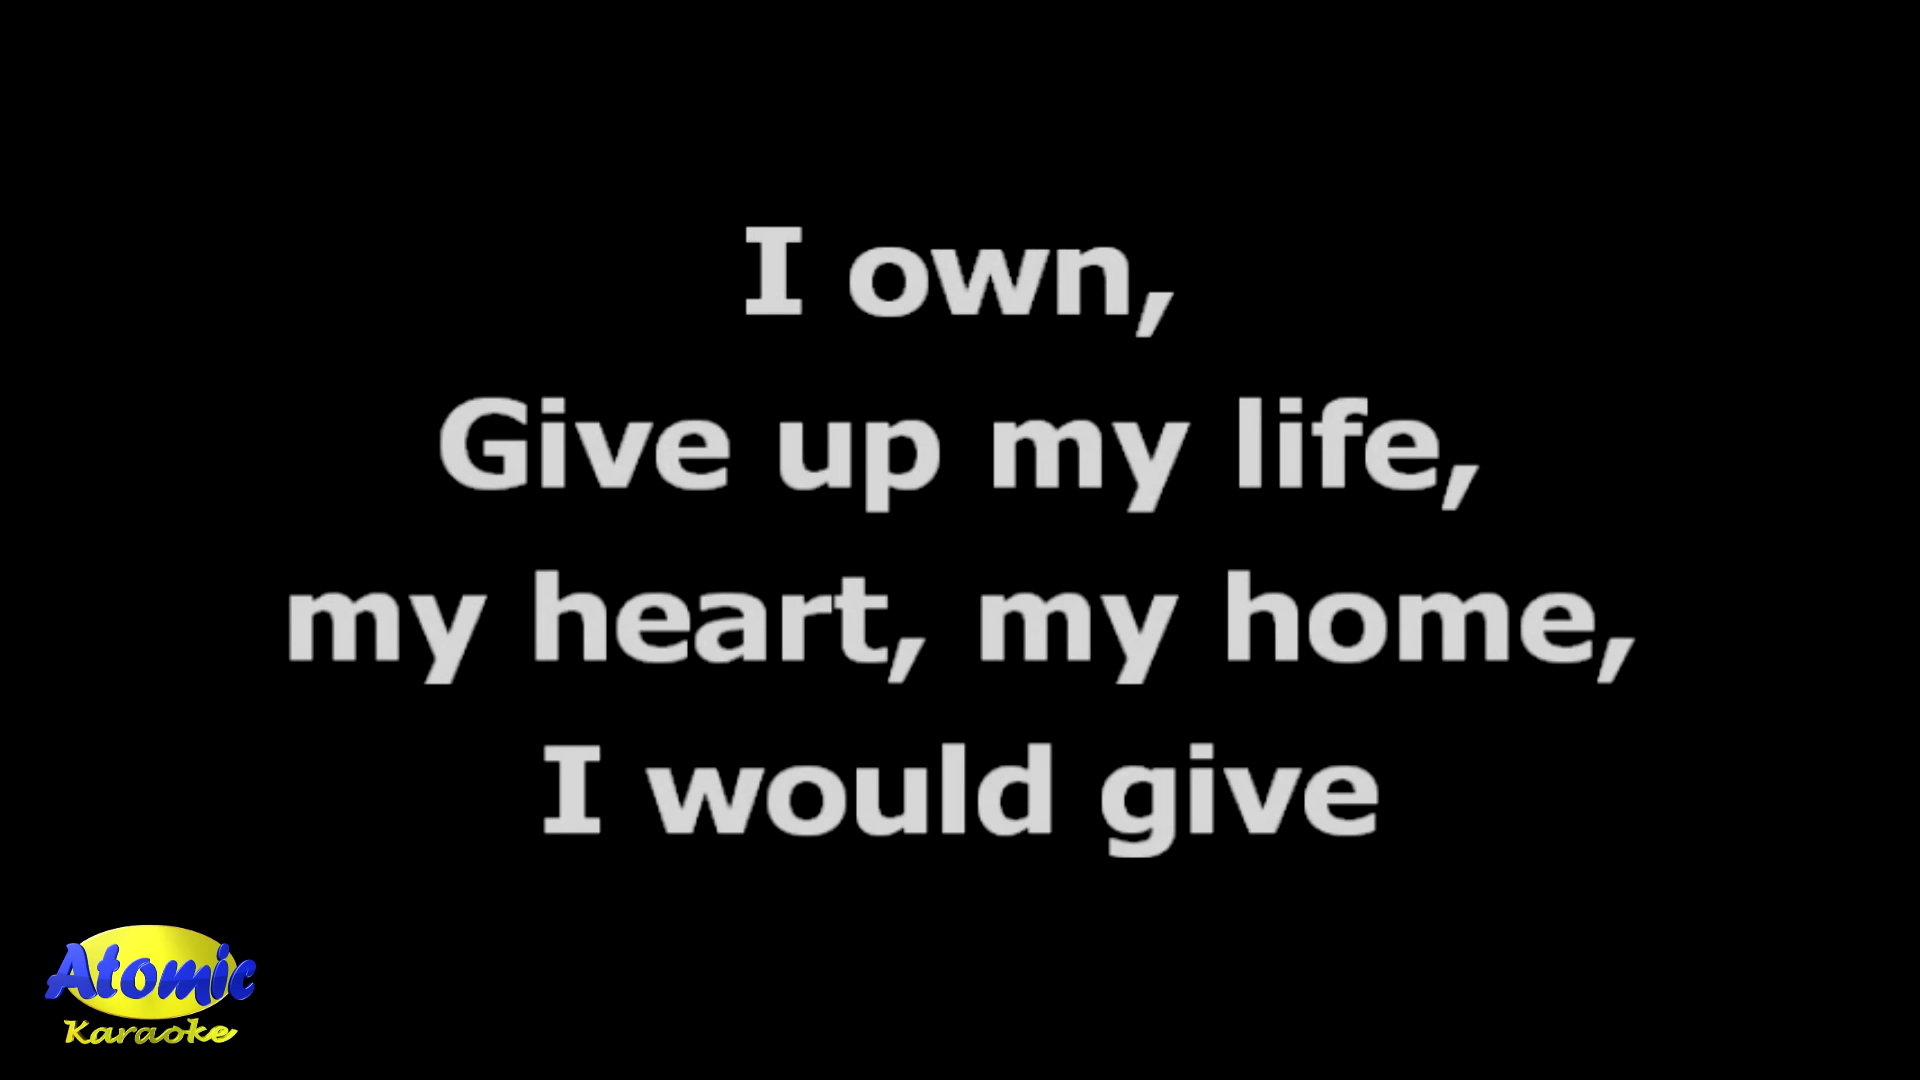 I own,
Give up my life,
my heart, my home,
I would give
Atomic
Karaoke